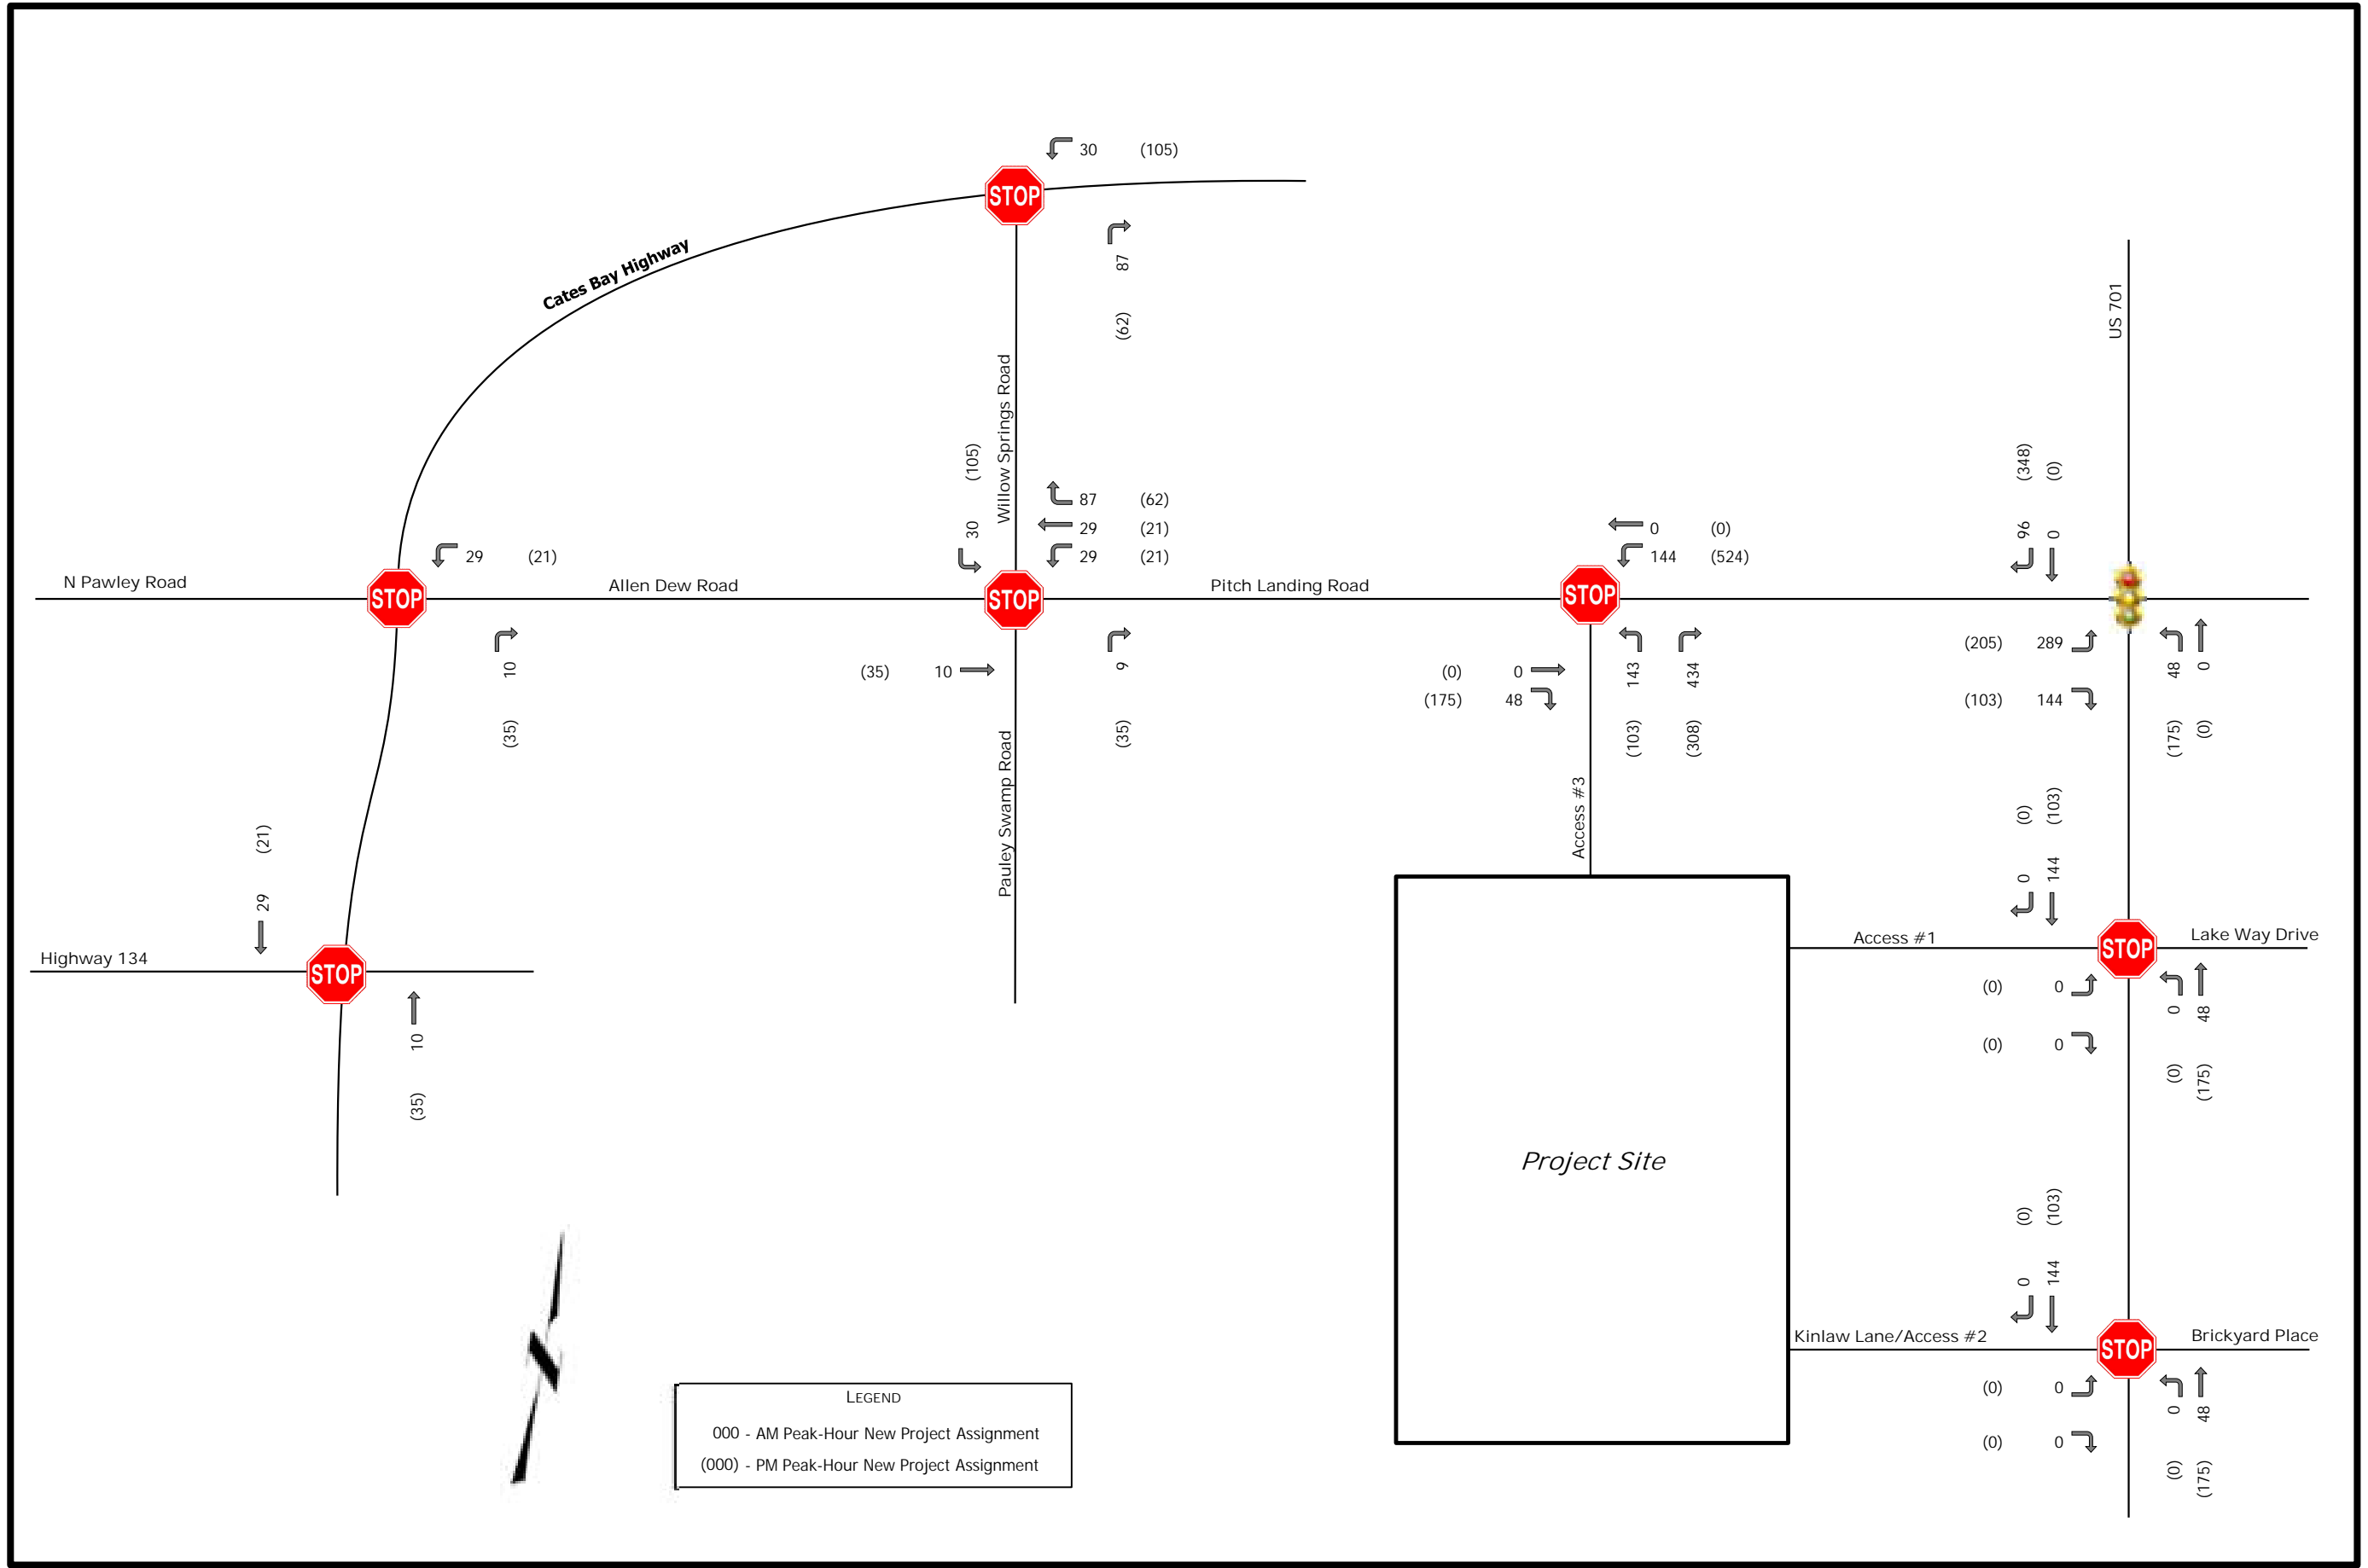 30 (105)
STOP
Cates Bay Highway
87
(62)
US 701
Willow Springs Road
(105)
30
87 (62)
29 (21)
29 (21)
(348)
(0)
96
0
0 (0)
144 (524)
29 (21)
N Pawley Road
STOP
Allen Dew Road
STOP
Pitch Landing Road
STOP
10
(35)
(35) 10
9
(35)
(0) 0
(175) 48
143
434
(103)
(308)
(205) 289
(103) 144
48
0
(175)
(0)
Pauley Swamp Road
Access #3
(0)
(103)
0
144
(21)
29
Highway 134
STOP
10
(35)
Access #1
STOP
Lake Way Drive
(0) 0
(0) 0
0
48
(0)
(175)
Project Site
(0)
(103)
0
144
Kinlaw Lane/Access #2
STOP
Brickyard Place
(0) 0
(0) 0
0
48
(0)
(175)
N
LEGEND
000 - AM Peak-Hour New Project Assignment
(000) - PM Peak-Hour New Project Assignment